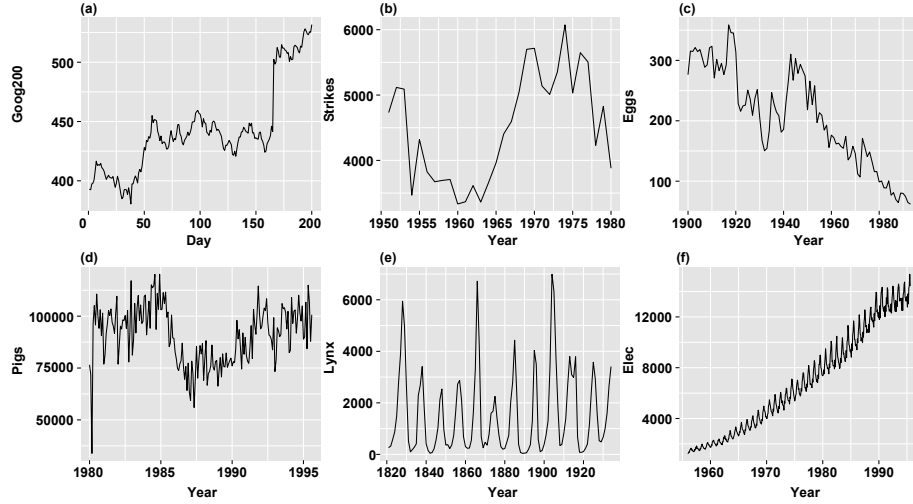 (a)
Goog200
500
450
400
0 50 100 150 200
Day
(b)
Strikes
6000
5000
4000
1950 1955 1960 1965 1970 1975 1980
Year
(c)
Eggs
300
200
100
1900 1920 1940 1960 1980
Year
(d)
Pigs
100000
75000
50000
1980 1985 1990 1995
Year
(e)
Lynx
6000
4000
2000
0
1820 1840 1860 1880 1900 1920
Year
(f)
Elec
12000
8000
4000
1960 1970 1980 1990
Year